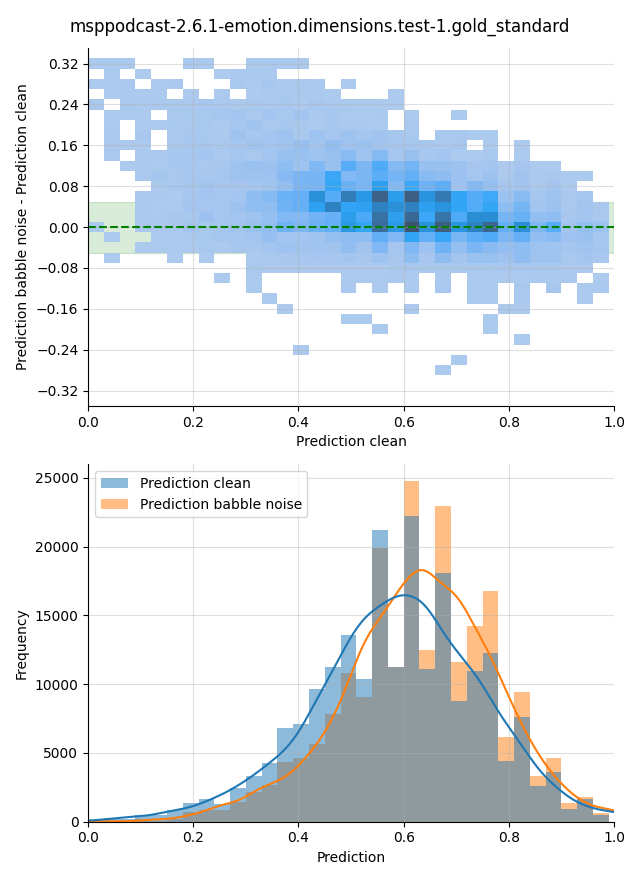 msppodcast-2.6.1-emotion.dimensions.test-1.gold_standard
Prediction babble noise - Prediction clean
0.32
0.24
0.16
0.08
0.00
−0.08
−0.16
−0.24
−0.32
0.0 0.2 0.4 0.6 0.8 1.0
Prediction clean
Frequency
25000
20000
15000
10000
5000
0
Prediction clean
Prediction babble noise
0.0 0.2 0.4 0.6 0.8 1.0
Prediction